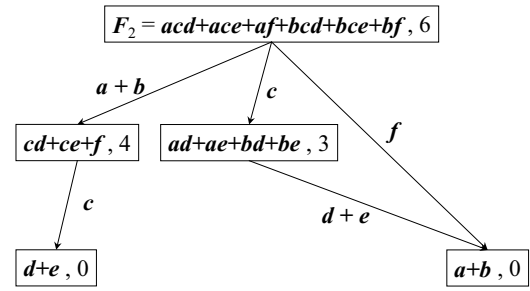 F₂ = acd+ace+af+bcd+bce+bf , 6
a + b
c
f
cd+ce+f , 4
ad+ae+bd+be , 3
c
d + e
d+e , 0
a+b , 0